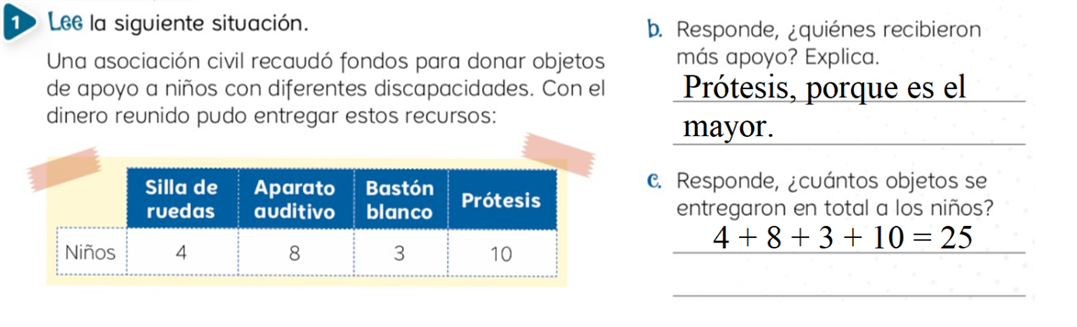 1 Lee la siguiente situación.
Una asociación civil recaudó fondos para donar objetos
de apoyo a niños con diferentes discapacidades. Con el
dinero reunido pudo entregar estos recursos:
Silla de ruedas Aparato auditivo Bastón blanco Prótesis
Niños 4 8 3 10
b. Responde, ¿quiénes recibieron
más apoyo? Explica.
Prótesis, porque es el
mayor.
c. Responde, ¿cuántos objetos se
entregaron en total a los niños?
4 + 8 + 3 + 10 = 25